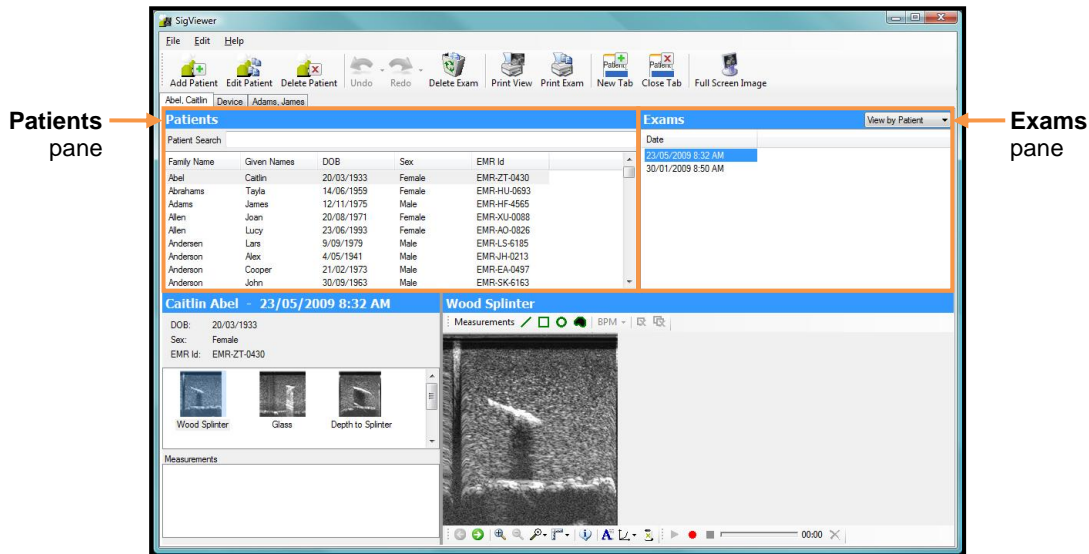 SigViewer
File Edit Help
Add Patient Edit Patient Delete Patient Undo Redo Delete Exam Print View Print Exam New Tab Close Tab Full Screen Image
Abel, Caitlin Device Adams, James
Patients pane
Patients
Exams View by Patient
Exams pane
Patient Search
Date
Family Name Given Names DOB Sex EMR Id
23/05/2009 8:32 AM
30/01/2009 8:50 AM
Abel Caitlin 20/03/1933 Female EMR-ZT-0430
Abrahams Tayla 14/06/1959 Female EMR-HU-0693
Adams James 12/11/1975 Male EMR-HF-4565
Allen Joan 20/08/1971 Female EMR-XU-0088
Allen Lucy 23/06/1993 Female EMR-AO-0826
Andersen Lars 9/09/1979 Male EMR-LS-6185
Anderson Alex 4/05/1941 Male EMR-JH-0213
Anderson Cooper 21/02/1973 Male EMR-EA-0497
Anderson John 30/09/1963 Male EMR-SK-6163
Caitlin Abel - 23/05/2009 8:32 AM
DOB: 20/03/1933
Sex: Female
EMR Id: EMR-ZT-0430
Wood Splinter Glass Depth to Splinter
Measurements
Wood Splinter
Measurements BPM
00:00